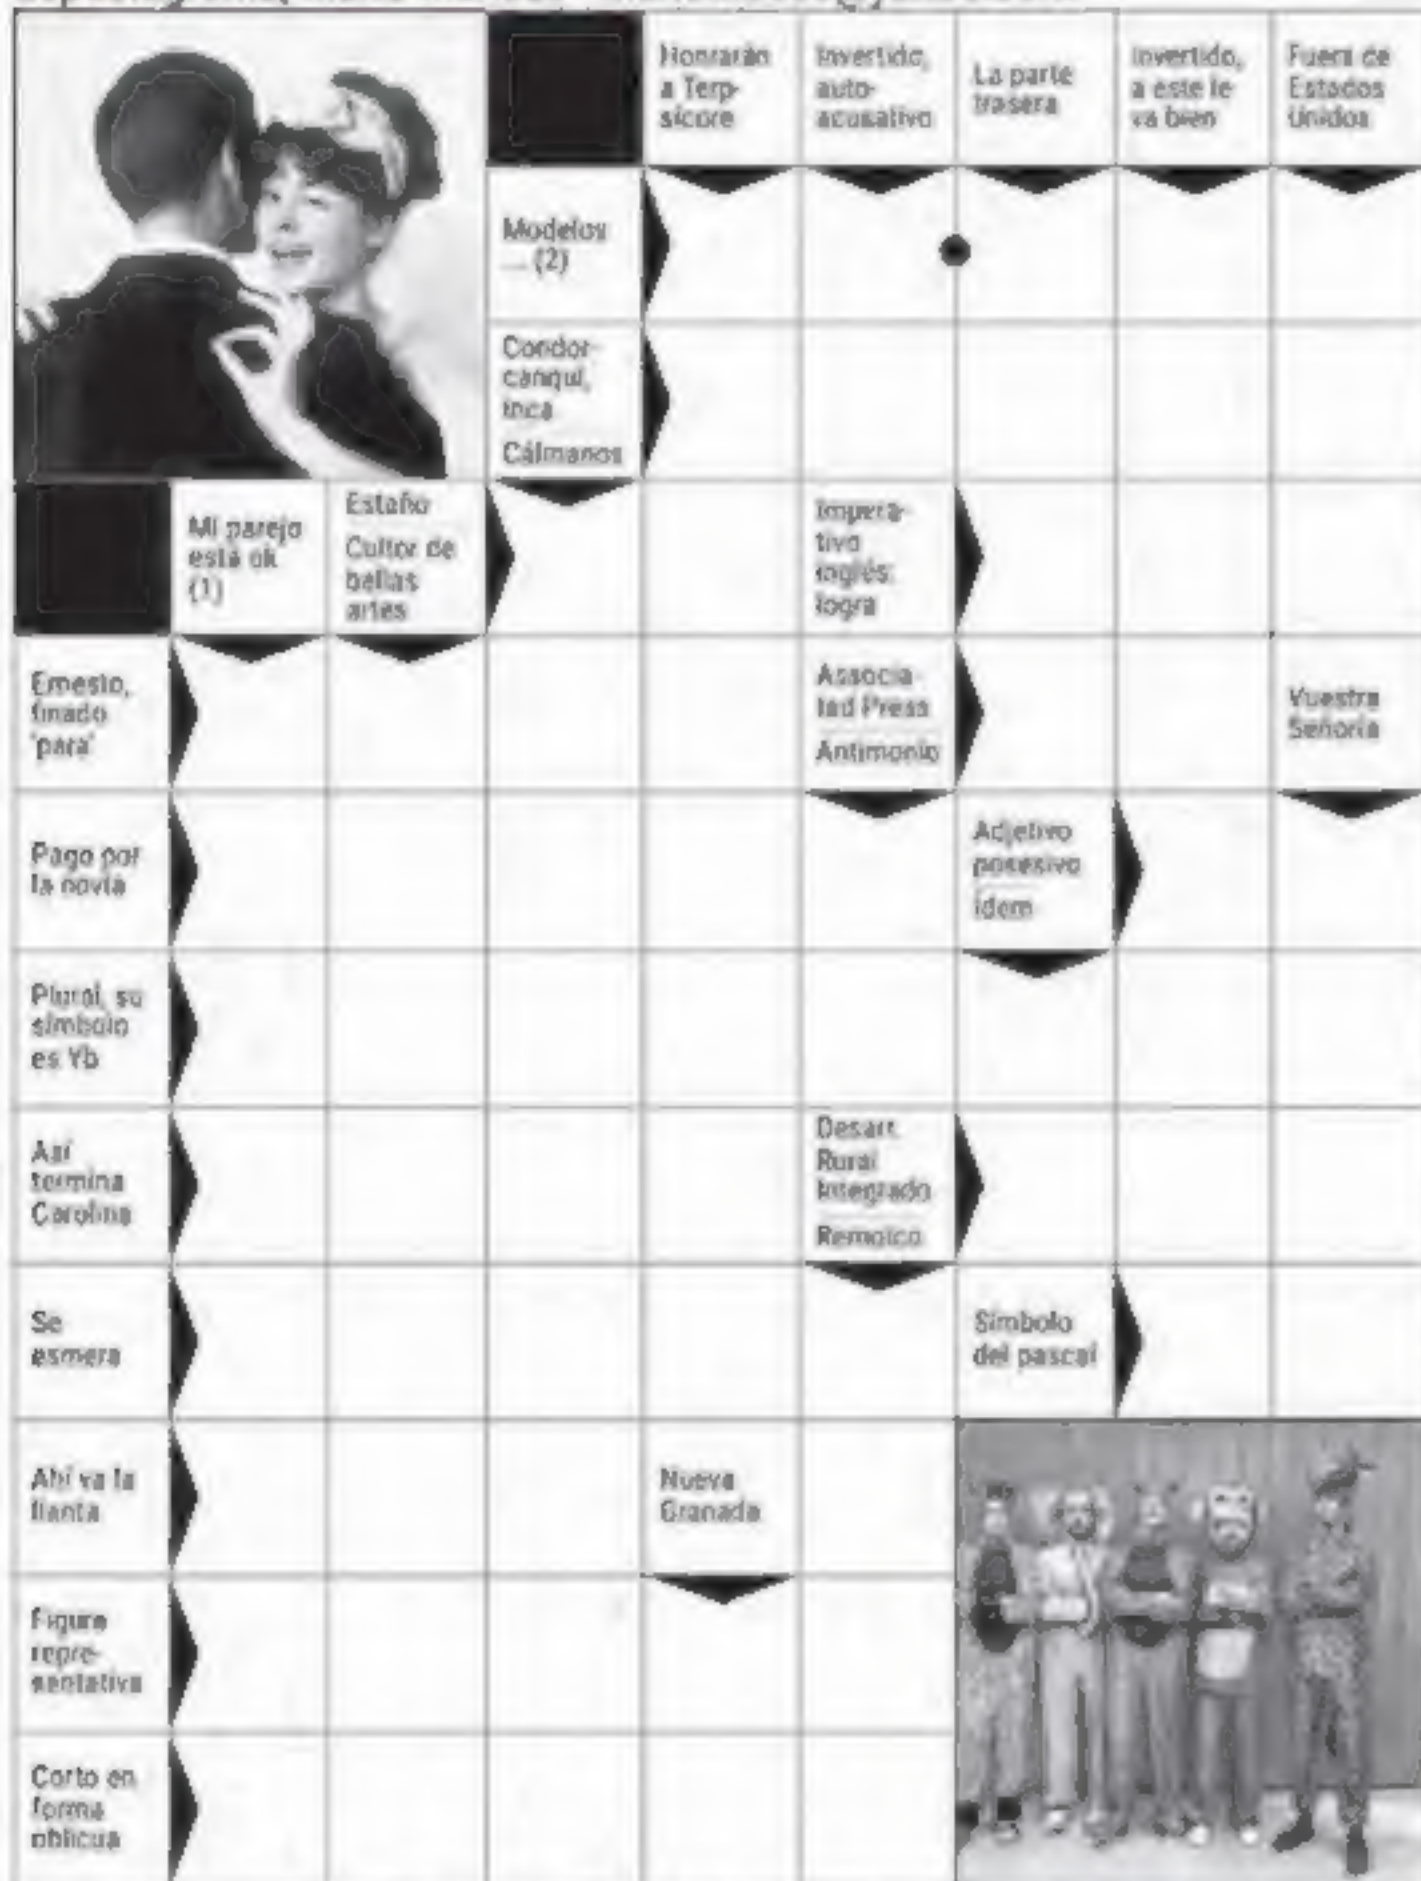 Honrarán
a Terp-
sícore
Invertido,
auto-
acusativo
La parte
trasera
Invertido,
a este le
va bien
Fuera de
Estados
Unidos
Modelos
... (2)
Condor-
canqui,
inca
Cálmanos
Mi parejo
está ok
(1)
Estaño
Cultor de
bellas
artes
Impera-
tivo
inglés:
logra
Ernesto,
finado
'para'
Associa-
ted Press
Antimonio
Vuestra
Señoría
Pago por
la novia
Adjetivo
posesivo
Ídem
Plural, su
símbolo
es Yb
Así
termina
Carolina
Desarr.
Rural
Integrado
Remolco
Se
esmera
Símbolo
del pascal
Ahí va la
llanta
Nueva
Granada
Figura
repre-
sentativa
Corto en
forma
oblicua